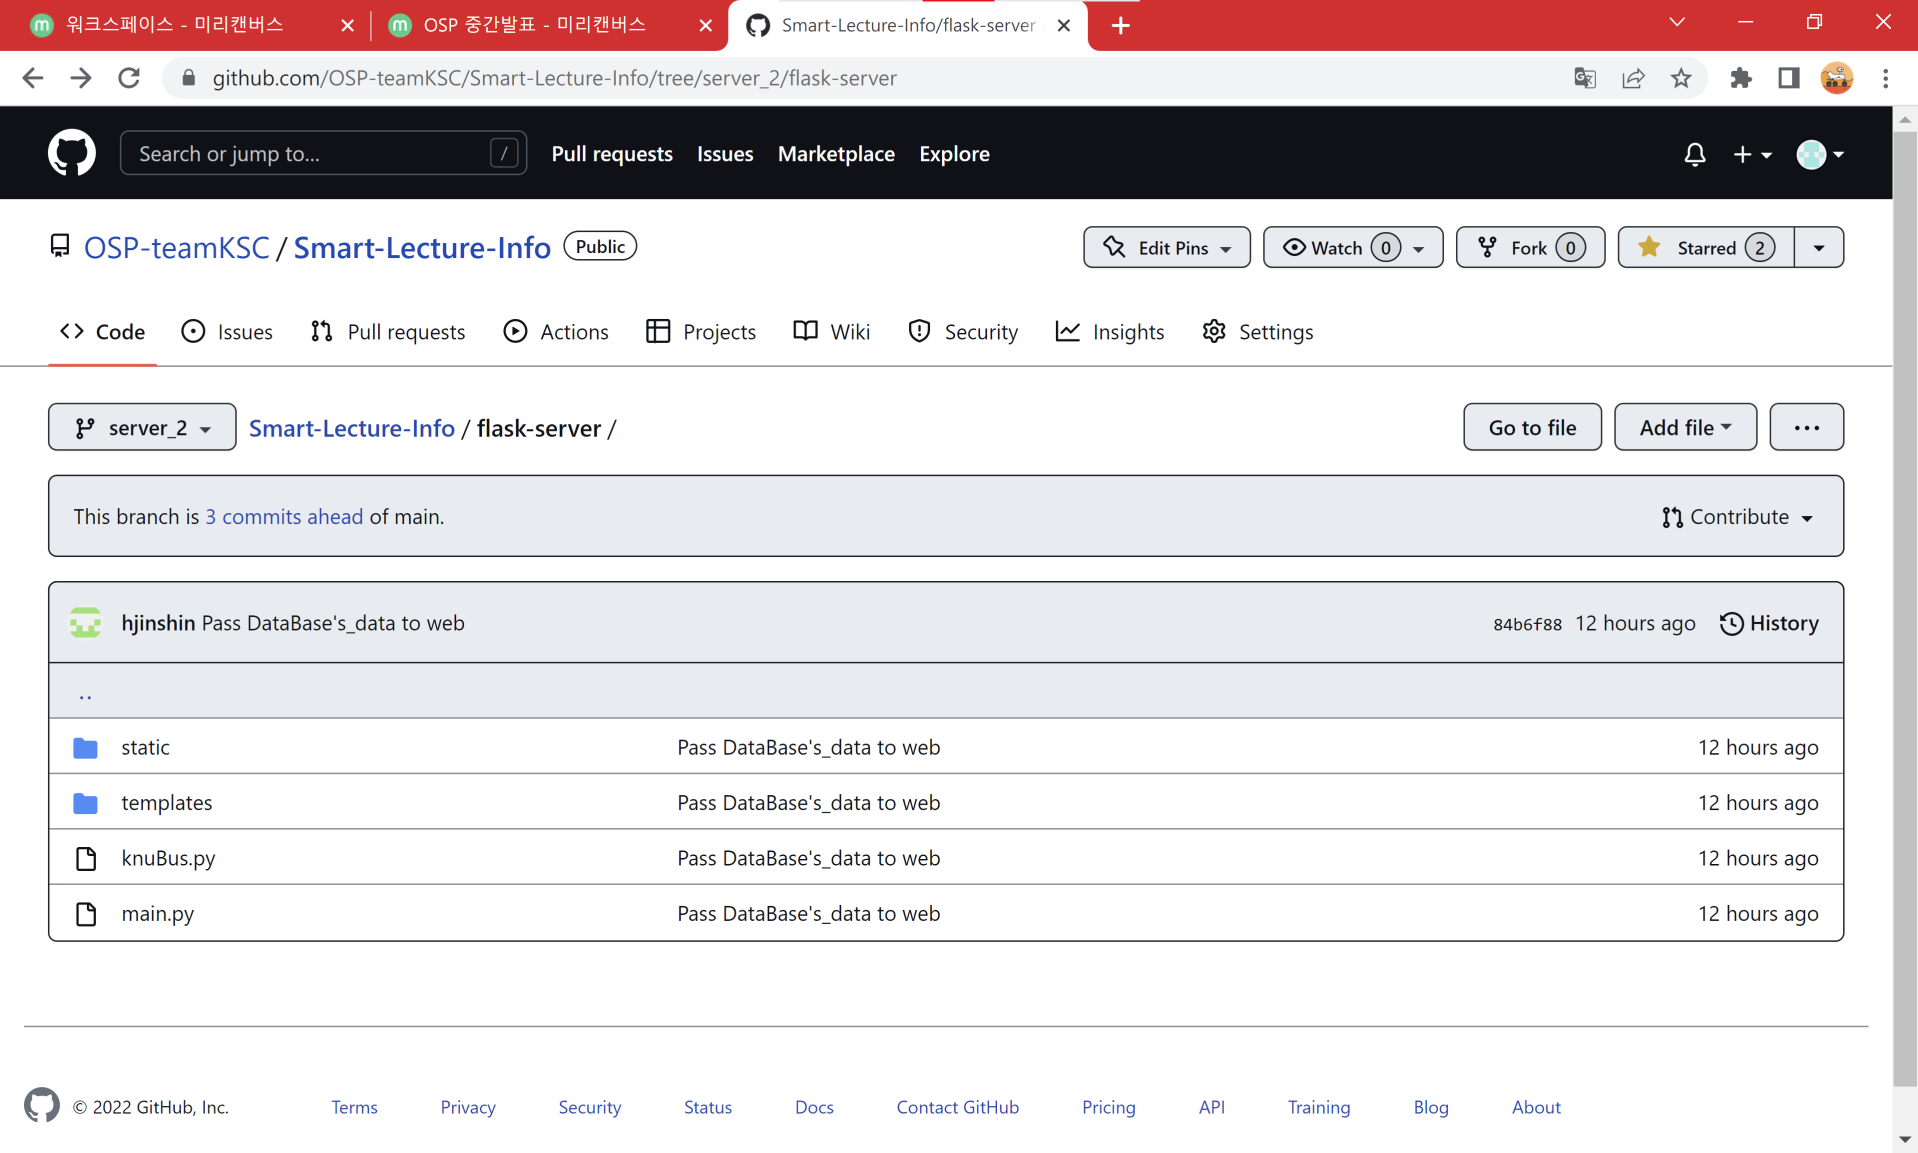 워크스페이스 - 미리캔버스
OSP 중간발표 - 미리캔버스
Smart-Lecture-Info/flask-server
github.com/OSP-teamKSC/Smart-Lecture-Info/tree/server_2/flask-server
Search or jump to... /
Pull requests Issues Marketplace Explore
OSP-teamKSC / Smart-Lecture-Info Public
Edit Pins Watch 0 Fork 0 Starred 2
Code Issues Pull requests Actions Projects Wiki Security Insights Settings
server_2 Smart-Lecture-Info / flask-server /
Go to file Add file ...
This branch is 3 commits ahead of main.
Contribute
hjinshin Pass DataBase's_data to web 84b6f88 12 hours ago History
..
static Pass DataBase's_data to web 12 hours ago
templates Pass DataBase's_data to web 12 hours ago
knuBus.py Pass DataBase's_data to web 12 hours ago
main.py Pass DataBase's_data to web 12 hours ago
© 2022 GitHub, Inc. Terms Privacy Security Status Docs Contact GitHub Pricing API Training Blog About